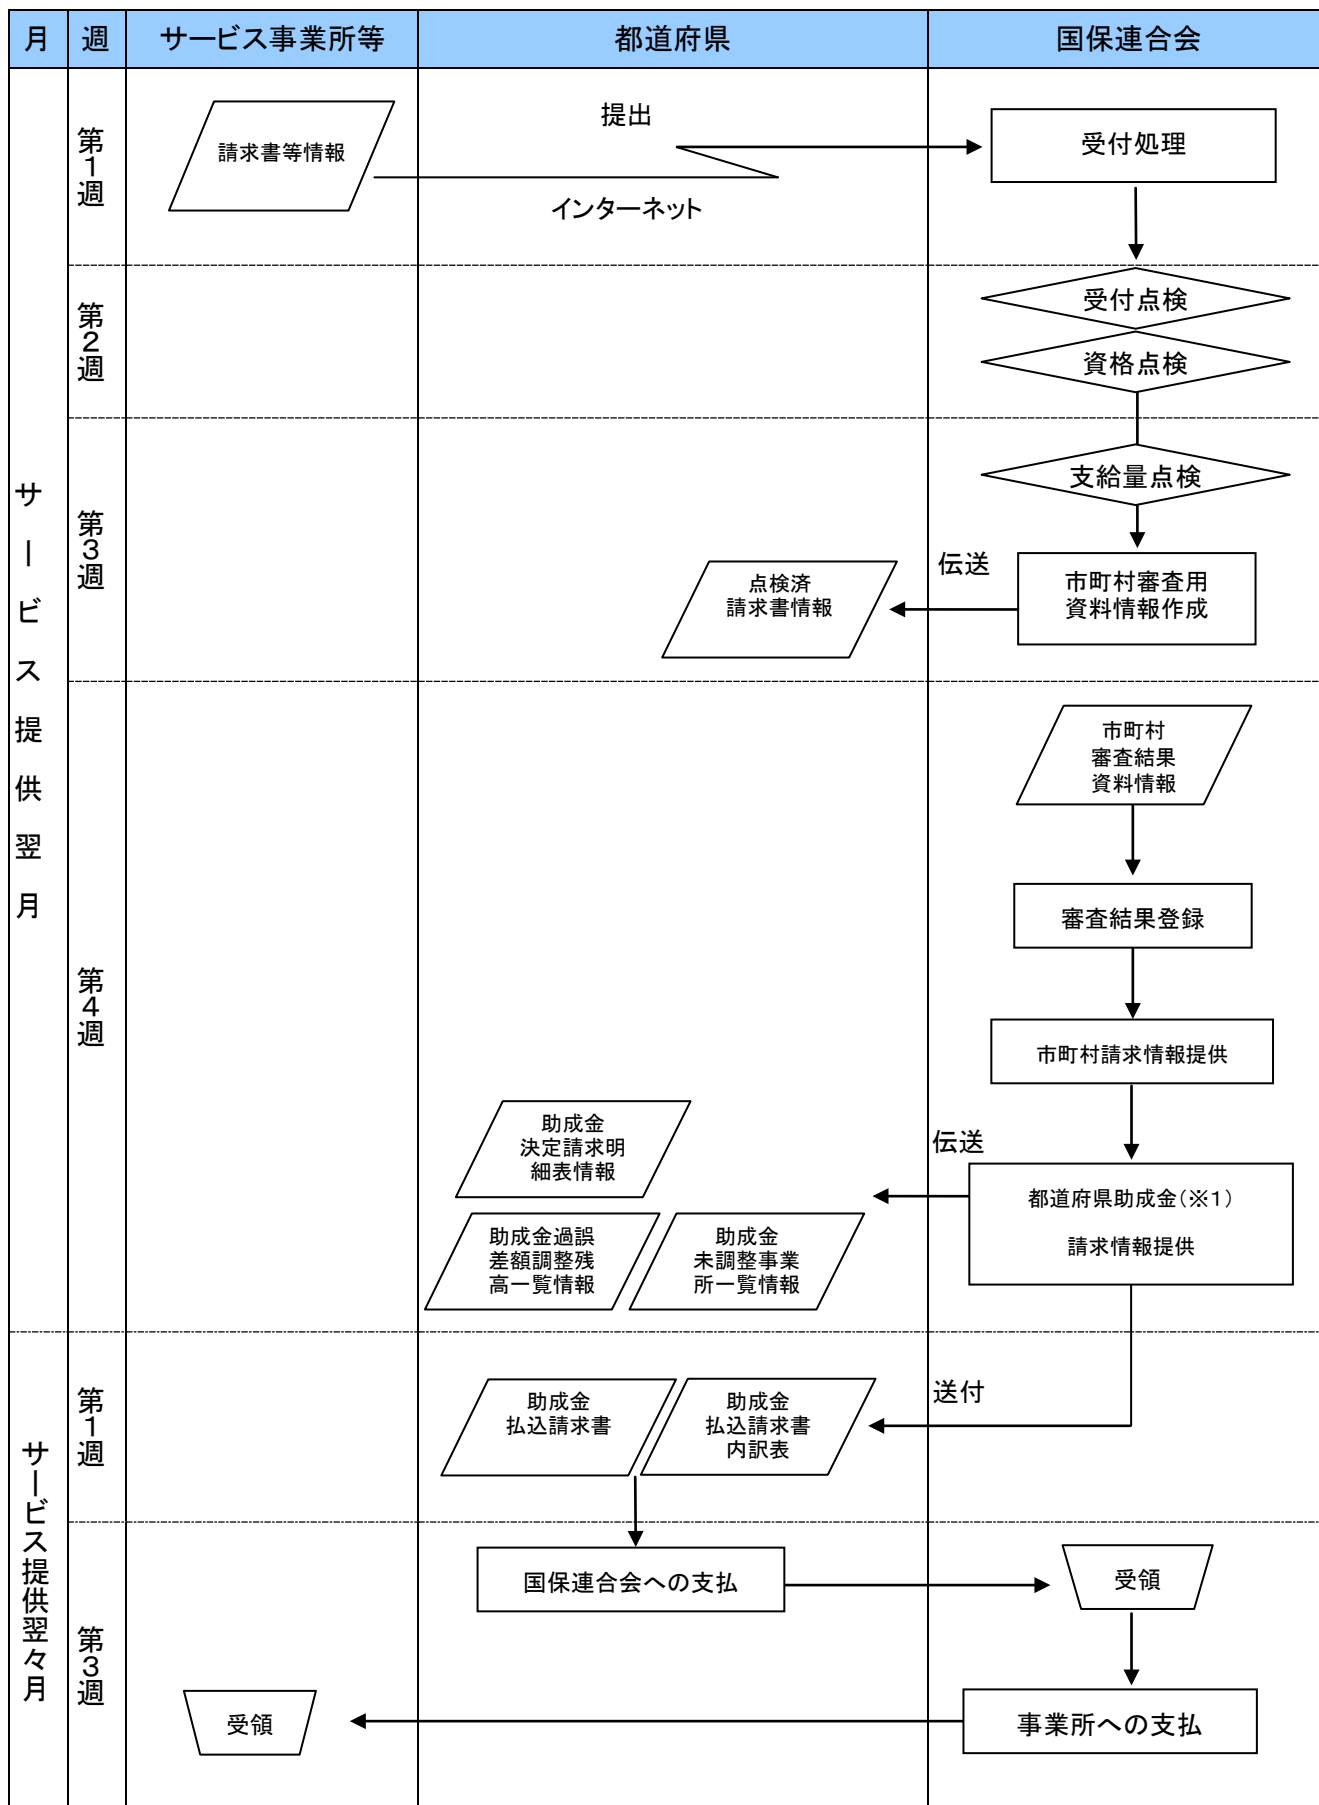 月 週 サービス事業所等 都道府県 国保連合会
サービス提供翌月
第1週
請求書等情報
提出
インターネット
受付処理
第2週
受付点検
資格点検
第3週
支給量点検
伝送
点検済
請求書情報
市町村審査用
資料情報作成
第4週
市町村
審査結果
資料情報
審査結果登録
市町村請求情報提供
伝送
助成金
決定請求明
細表情報
都道府県助成金(※1)
請求情報提供
助成金過誤
差額調整残
高一覧情報
助成金
未調整事業
所一覧情報
サービス提供翌々月
第1週
助成金
払込請求書
助成金
払込請求書
内訳表
送付
第3週
国保連合会への支払
受領
受領
事業所への支払